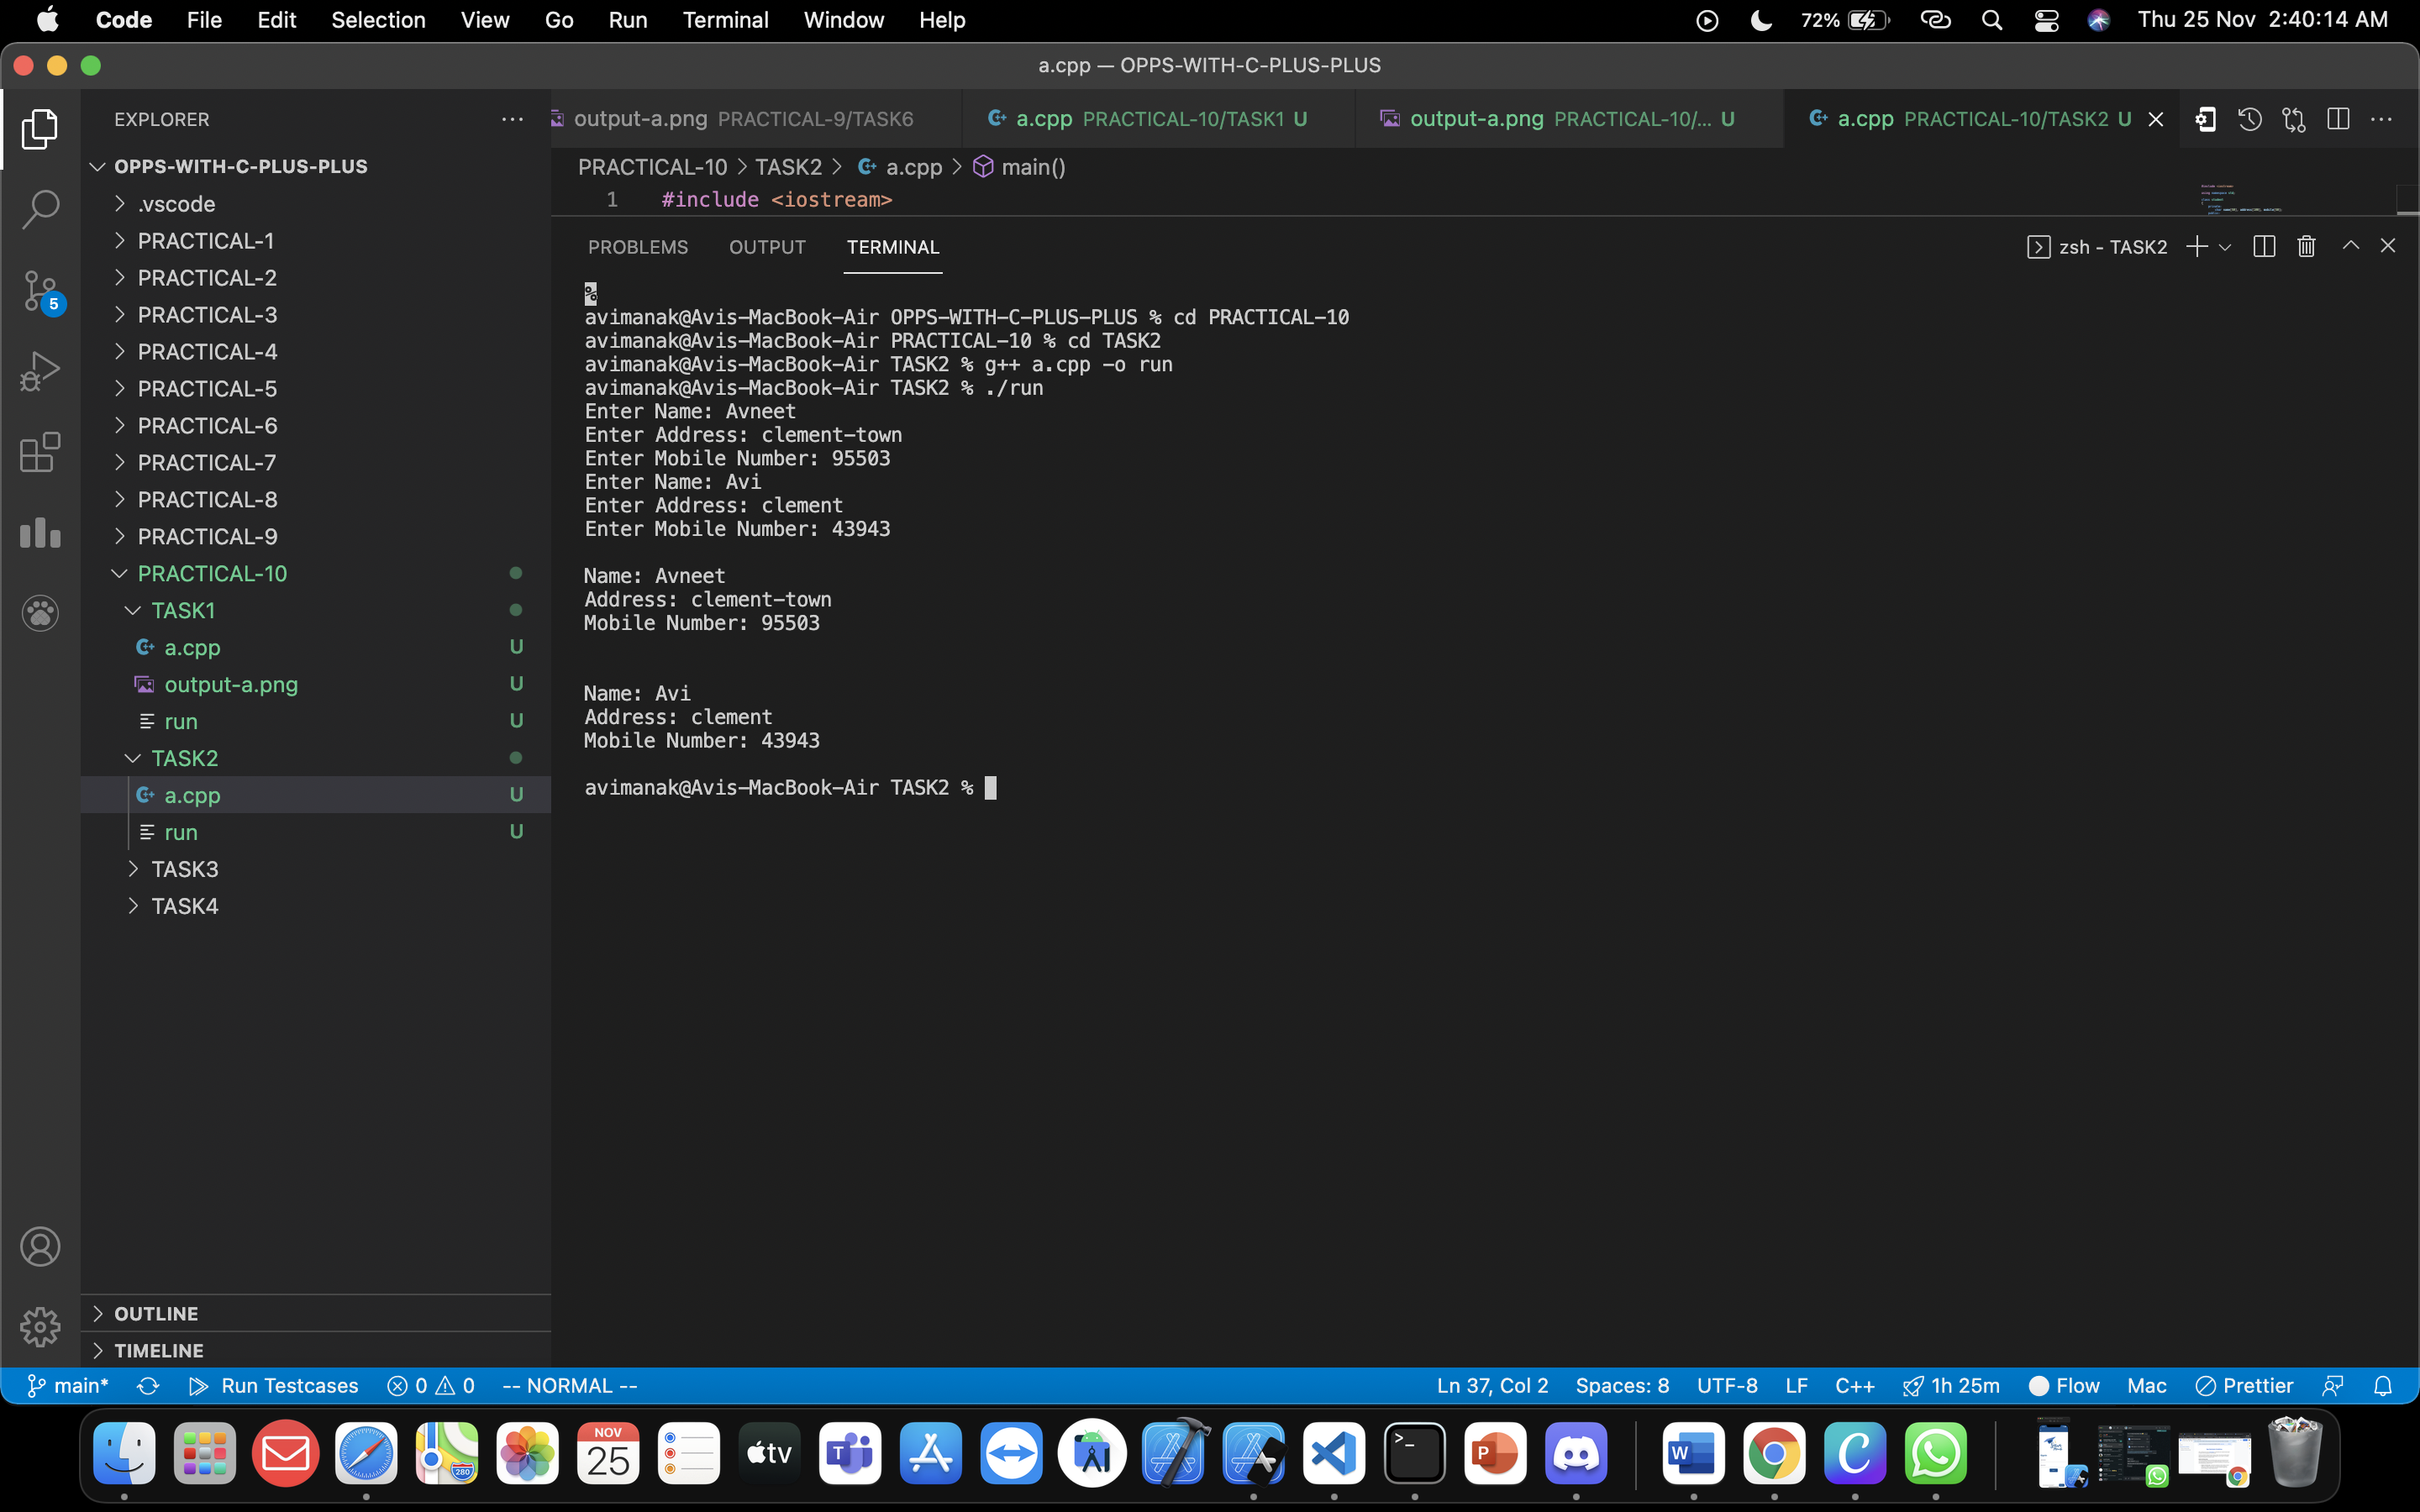 Code File Edit Selection View Go Run Terminal Window Help 72% Thu 25 Nov 2:40:14 AM
a.cpp — OPPS-WITH-C-PLUS-PLUS
EXPLORER
output-a.png PRACTICAL-9/TASK6 a.cpp PRACTICAL-10/TASK1 U output-a.png PRACTICAL-10/... U a.cpp PRACTICAL-10/TASK2 U
OPPS-WITH-C-PLUS-PLUS
.vscode
PRACTICAL-1
PRACTICAL-2
PRACTICAL-3
PRACTICAL-4
PRACTICAL-5
PRACTICAL-6
PRACTICAL-7
PRACTICAL-8
PRACTICAL-9
PRACTICAL-10
TASK1
a.cpp U
output-a.png U
run U
TASK2
a.cpp U
run U
TASK3
TASK4
OUTLINE
TIMELINE
5
PRACTICAL-10 > TASK2 > a.cpp > main()
1 #include <iostream>
PROBLEMS OUTPUT TERMINAL zsh - TASK2
%
avimanak@Avis-MacBook-Air OPPS-WITH-C-PLUS-PLUS % cd PRACTICAL-10
avimanak@Avis-MacBook-Air PRACTICAL-10 % cd TASK2
avimanak@Avis-MacBook-Air TASK2 % g++ a.cpp -o run
avimanak@Avis-MacBook-Air TASK2 % ./run
Enter Name: Avneet
Enter Address: clement-town
Enter Mobile Number: 95503
Enter Name: Avi
Enter Address: clement
Enter Mobile Number: 43943
Name: Avneet
Address: clement-town
Mobile Number: 95503
Name: Avi
Address: clement
Mobile Number: 43943
avimanak@Avis-MacBook-Air TASK2 %
main* Run Testcases 0 0 -- NORMAL -- Ln 37, Col 2 Spaces: 8 UTF-8 LF C++ 1h 25m Flow Mac Prettier
280
NOV
25
tv
T
>_
P
W
C